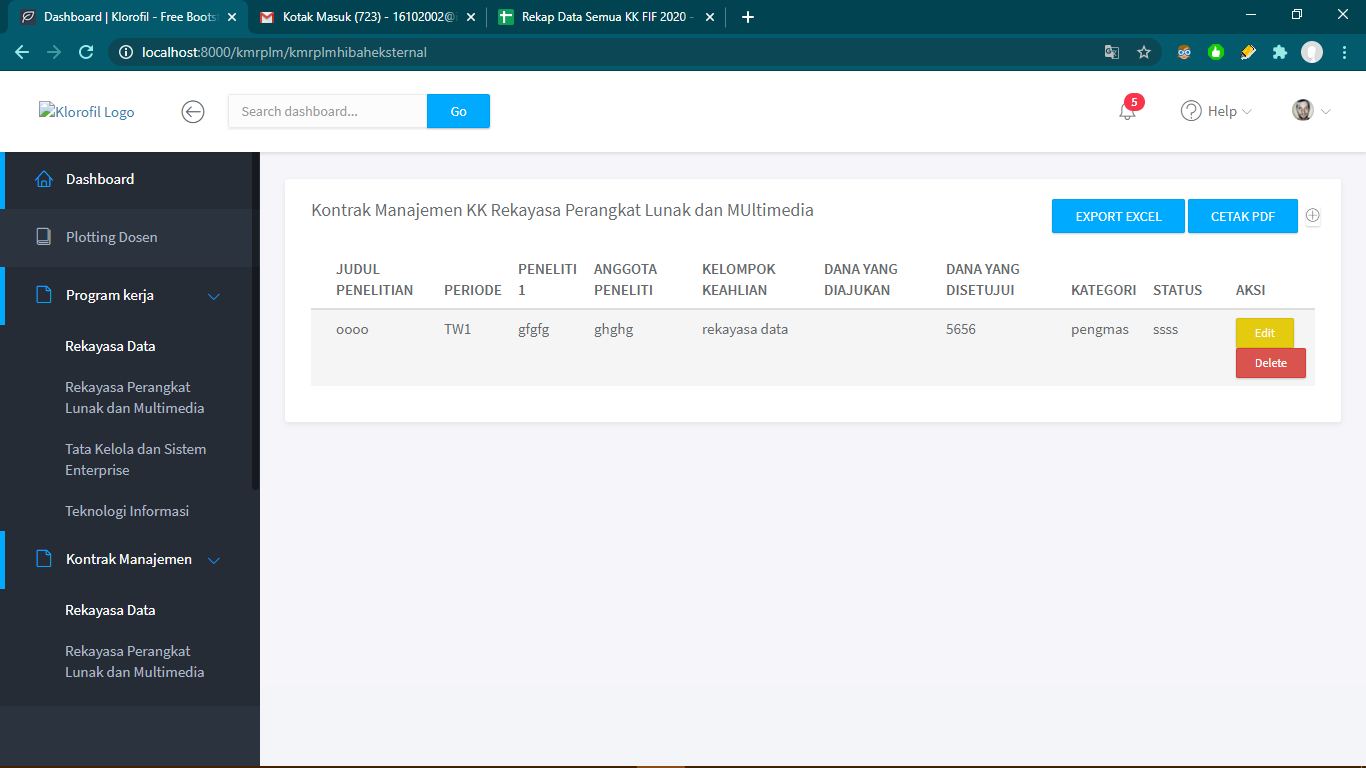 Dashboard | Klorofil - Free Boots
Kotak Masuk (723) - 16102002@
Rekap Data Semua KK FIF 2020 -
localhost:8000/kmrplm/kmrplmhibaheksternal
Klorofil Logo
Search dashboard...
Go
5
Help
Dashboard
Plotting Dosen
Program kerja
Rekayasa Data
Rekayasa Perangkat
Lunak dan Multimedia
Tata Kelola dan Sistem
Enterprise
Teknologi Informasi
Kontrak Manajemen
Rekayasa Data
Rekayasa Perangkat
Lunak dan Multimedia
Kontrak Manajemen KK Rekayasa Perangkat Lunak dan MUltimedia
EXPORT EXCEL
CETAK PDF
JUDUL PENELITIAN PERIODE PENELITI 1 ANGGOTA PENELITI KELOMPOK KEAHLIAN DANA YANG DIAJUKAN DANA YANG DISETUJUI KATEGORI STATUS AKSI
oooo TW1 gfgfg ghghg rekayasa data 5656 pengmas ssss Edit
Delete